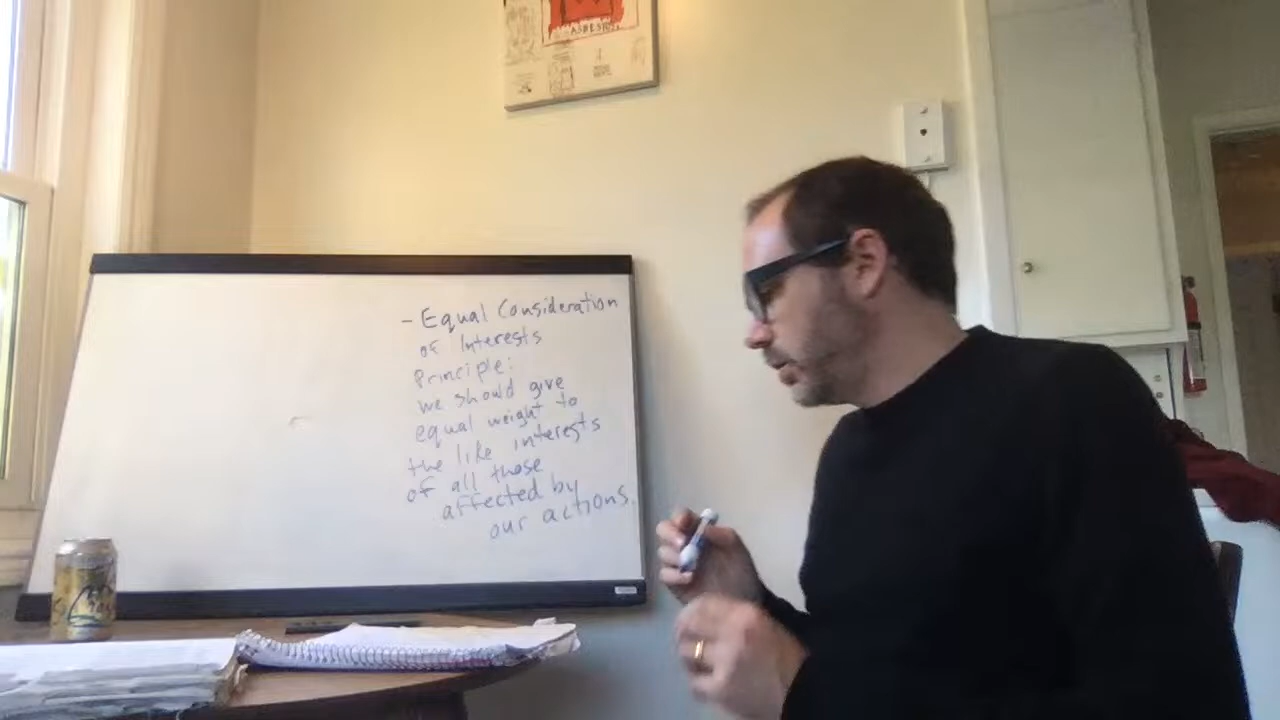 ASBESTOS
- Equal Consideration
of Interests
Principle:
we should give
equal weight to
the like interests
of all those
affected by
our actions.